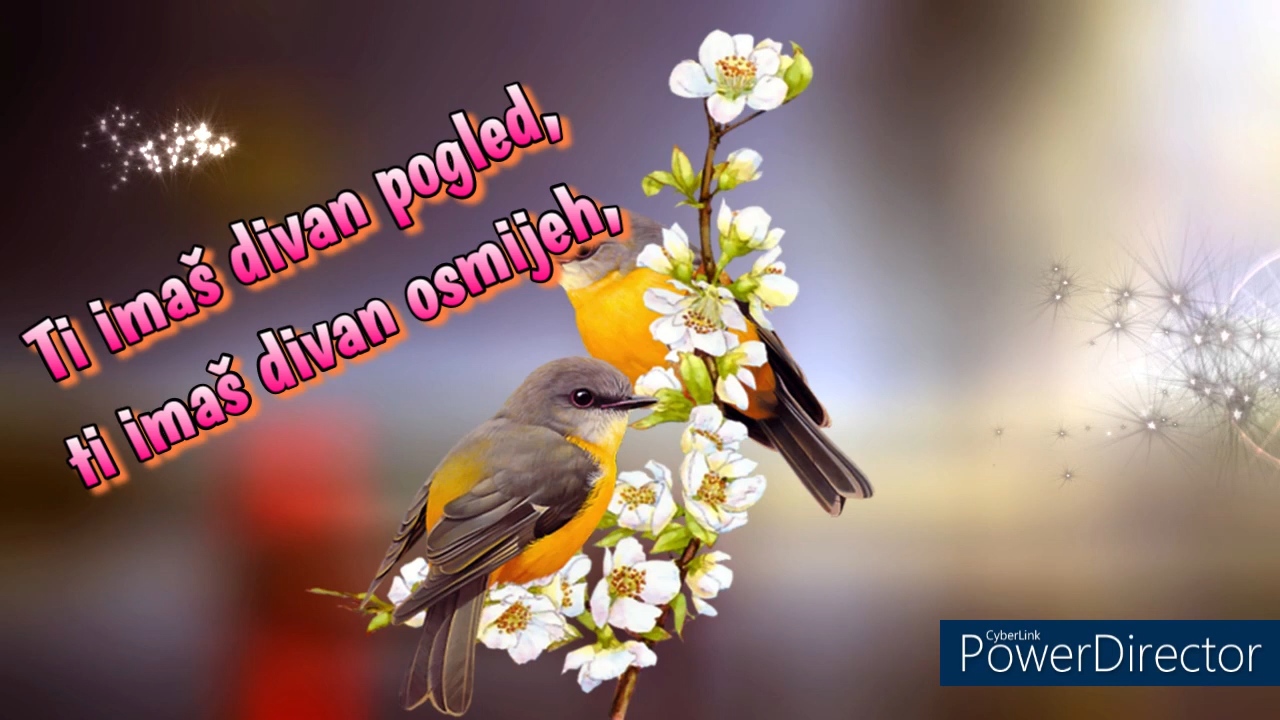 Ti imaš divan pogled,
ti imaš divan osmijeh,
CyberLink
PowerDirector